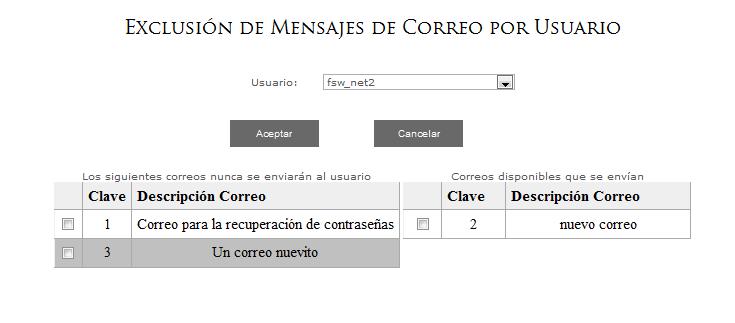 Exclusión de Mensajes de Correo por Usuario
Usuario: fsw_net2
Aceptar Cancelar
Los siguientes correos nunca se enviarán al usuario
Clave Descripción Correo
1 Correo para la recuperación de contraseñas
3 Un correo nuevito
Correos disponibles que se envían
Clave Descripción Correo
2 nuevo correo